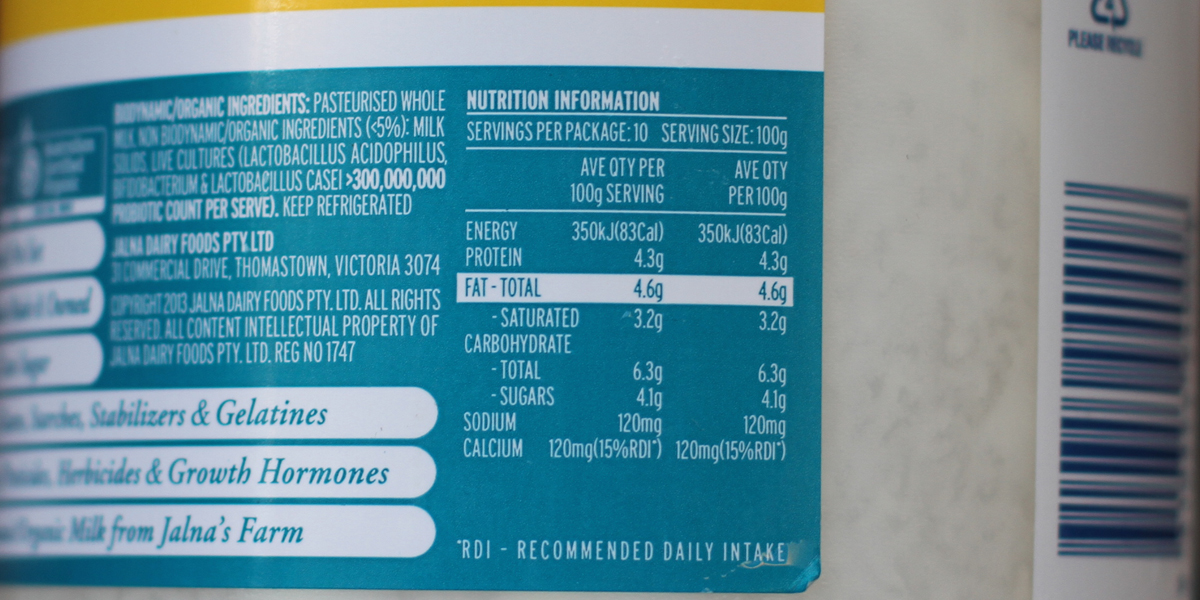 BIODYNAMIC/ORGANIC INGREDIENTS: PASTEURISED WHOLE
MILK NON BIODYNAMIC/ORGANIC INGREDIENTS (<5%): MILK
SOLIDS, LIVE CULTURES (LACTOBACILLUS ACIDOPHILUS,
BIFIDOBACTERIUM & LACTOBACILLUS CASEI >300,000,000
PROBIOTIC COUNT PER SERVE). KEEP REFRIGERATED
JALNA DAIRY FOODS PTY. LTD
31 COMMERCIAL DRIVE, THOMASTOWN, VICTORIA 3074
COPYRIGHT 2013 JALNA DAIRY FOODS PTY. LTD. ALL RIGHTS
RESERVED. ALL CONTENT INTELLECTUAL PROPERTY OF
JALNA DAIRY FOODS PTY. LTD. REG NO 1747
Sugar
Starches, Stabilizers & Gelatines
Herbicides & Growth Hormones
Organic Milk from Jalna's Farm
NUTRITION INFORMATION
SERVINGS PER PACKAGE: 10 SERVING SIZE: 100g
AVE QTY PER AVE QTY
100g SERVING PER 100g
ENERGY 350kJ(83Cal) 350kJ(83Cal)
PROTEIN 4.3g 4.3g
FAT - TOTAL 4.6g 4.6g
- SATURATED 3.2g 3.2g
CARBOHYDRATE
- TOTAL 6.3g 6.3g
- SUGARS 4.1g 4.1g
SODIUM 120mg 120mg
CALCIUM 120mg(15%RDI*) 120mg(15%RDI*)
*RDI - RECOMMENDED DAILY INTAKE
PLEASE RECYCLE